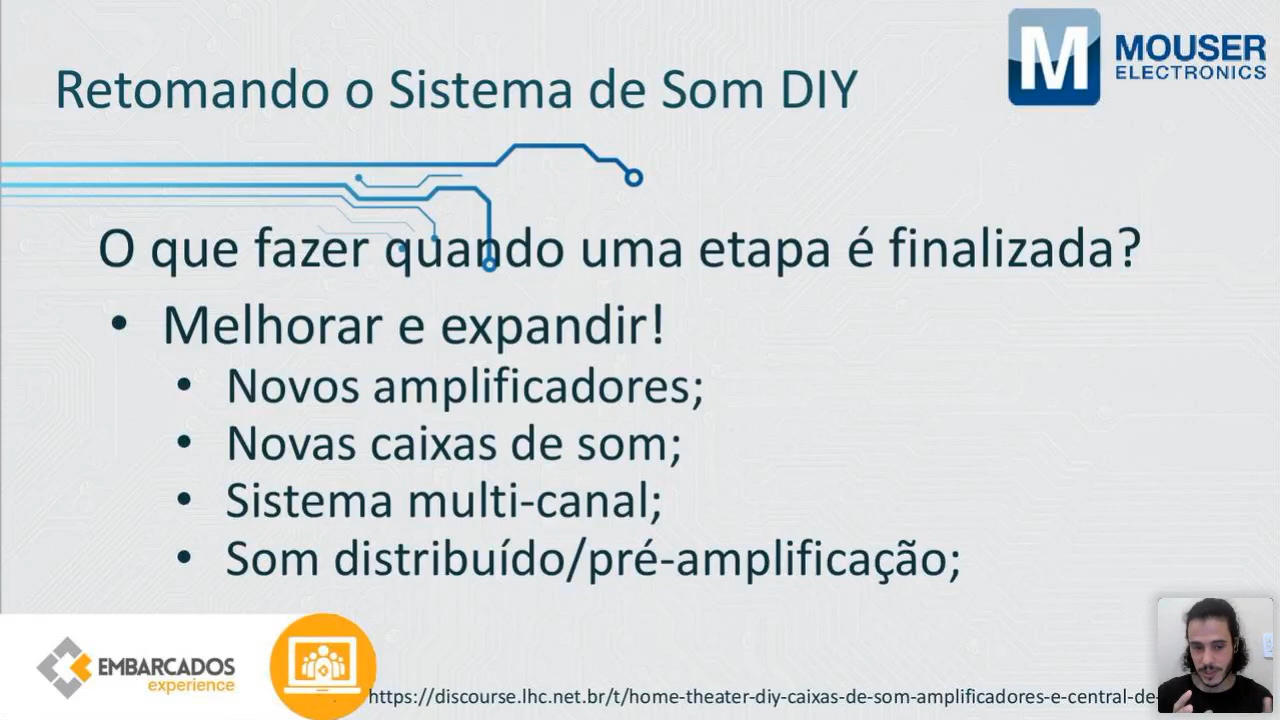 MOUSER
ELECTRONICS
Retomando o Sistema de Som DIY
O que fazer quando uma etapa é finalizada?
• Melhorar e expandir!
• Novos amplificadores;
• Novas caixas de som;
• Sistema multi-canal;
• Som distribuído/pré-amplificação;
EMBARCADOS
experience
https://discourse.lhc.net.br/t/home-theater-diy-caixas-de-som-amplificadores-e-central-de-